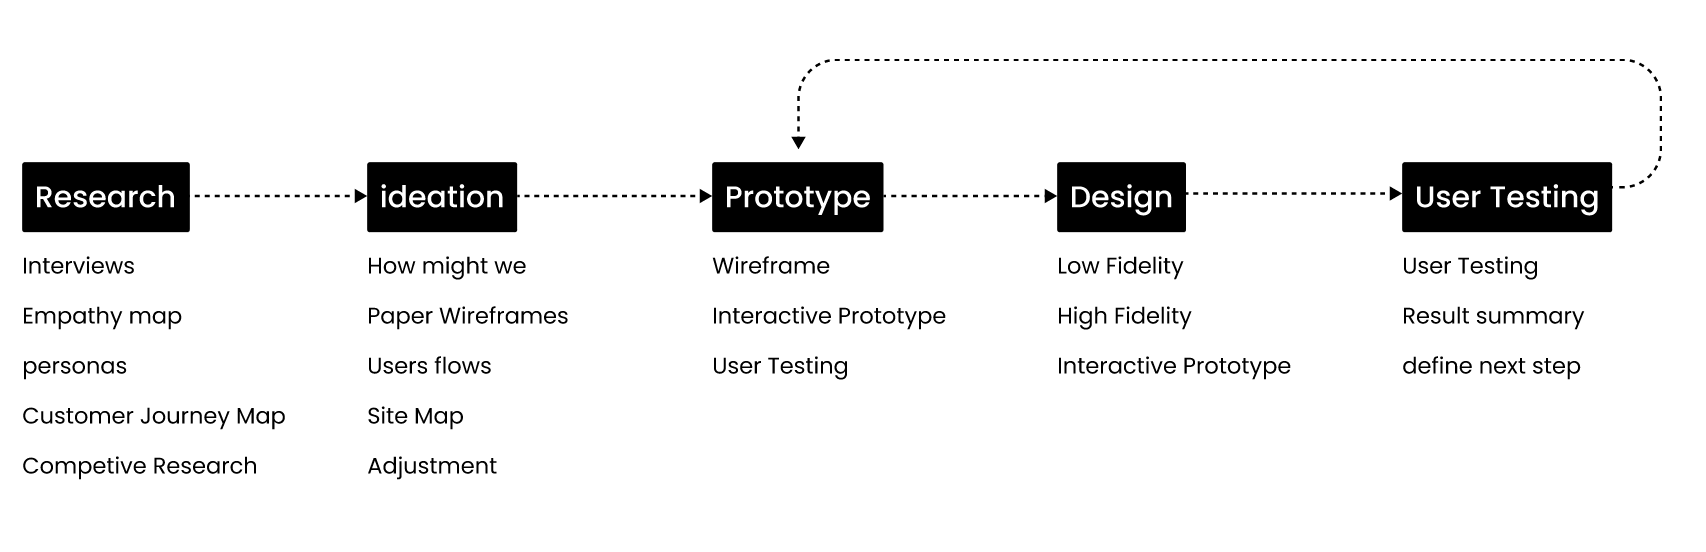 Research
Interviews
Empathy map
personas
Customer Journey Map
Competive Research
ideation
How might we
Paper Wireframes
Users flows
Site Map
Adjustment
Prototype
Wireframe
Interactive Prototype
User Testing
Design
Low Fidelity
High Fidelity
Interactive Prototype
User Testing
User Testing
Result summary
define next step